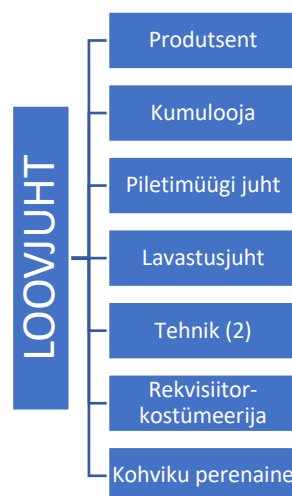 LOOVJUHT
Produtsent
Kumulooja
Piletimüügi juht
Lavastusjuht
Tehnik (2)
Rekvisiitor-
kostümeerija
Kohviku perenaine